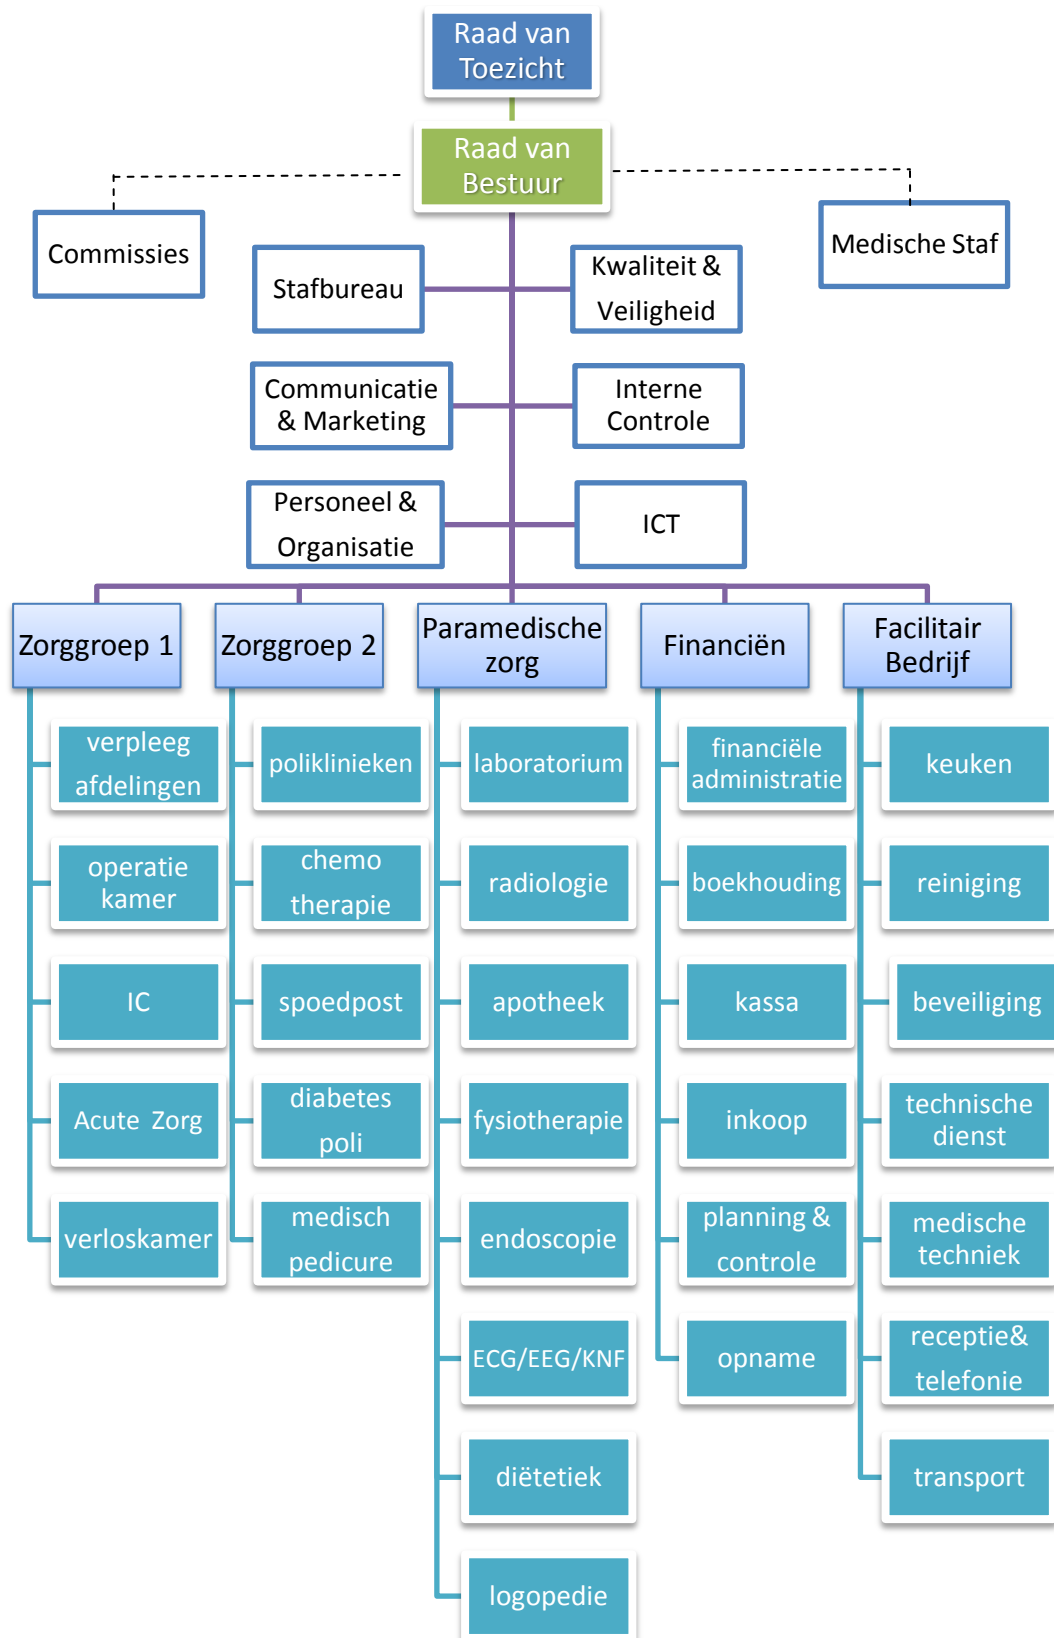 Raad van
Toezicht
Raad van
Bestuur
Commissies
Medische Staf
Stafbureau
Kwaliteit &
Veiligheid
Communicatie
& Marketing
Interne
Controle
Personeel &
Organisatie
ICT
Zorggroep 1
Zorggroep 2
Paramedische
zorg
Financiën
Facilitair
Bedrijf
verpleeg
afdelingen
operatie
kamer
IC
Acute Zorg
verloskamer
poliklinieken
chemo
therapie
spoedpost
diabetes
poli
medisch
pedicure
laboratorium
radiologie
apotheek
fysiotherapie
endoscopie
ECG/EEG/KNF
diëtetiek
logopedie
financiële
administratie
boekhouding
kassa
inkoop
planning &
controle
opname
keuken
reiniging
beveiliging
technische
dienst
medische
techniek
receptie&
telefonie
transport